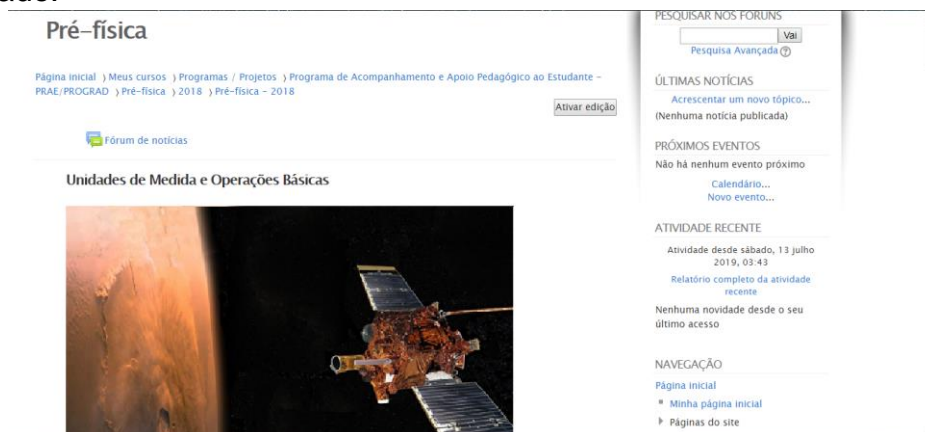 Pré-física
Página inicial ) Meus cursos ) Programas / Projetos ) Programa de Acompanhamento e Apoio Pedagógico ao Estudante -
PRAE/PROGRAD ) Pré-física ) 2018 ) Pré-física - 2018
Ativar edição
Fórum de notícias
Unidades de Medida e Operações Básicas
PESQUISAR NOS FÓRUNS
Vai
Pesquisa Avançada
ÚLTIMAS NOTÍCIAS
Acrescentar um novo tópico...
(Nenhuma notícia publicada)
PRÓXIMOS EVENTOS
Não há nenhum evento próximo
Calendário...
Novo evento...
ATIVIDADE RECENTE
Atividade desde sábado, 13 julho
2019, 03:43
Relatório completo da atividade
recente
Nenhuma novidade desde o seu
último acesso
NAVEGAÇÃO
Página inicial
Minha página inicial
Páginas do site